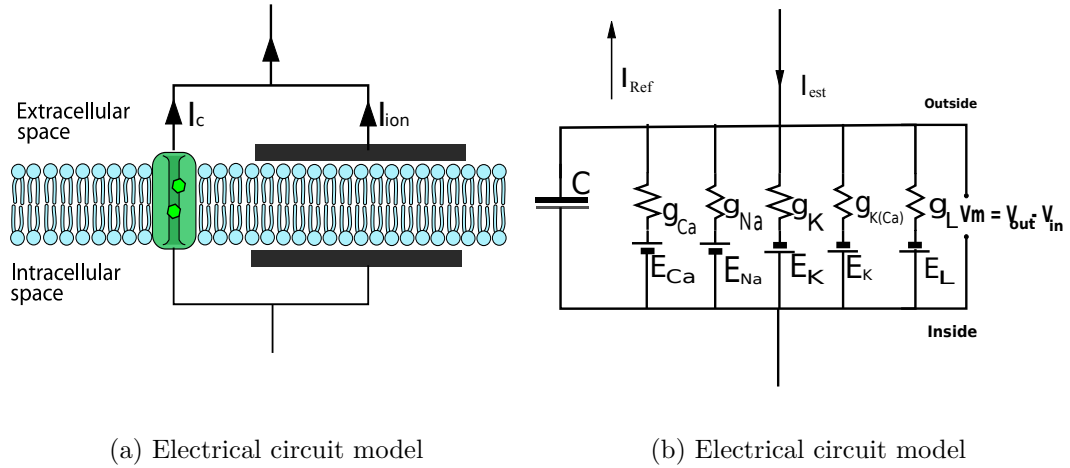 Extracellular
space
I_c
I_ion
Intracellular
space
I_Ref
I_est
Outside
C
g_Ca
g_Na
g_K
g_K(Ca)
g_L
Vm = V_out - V_in
E_Ca
E_Na
E_K
E_K
E_L
Inside
(a) Electrical circuit model
(b) Electrical circuit model